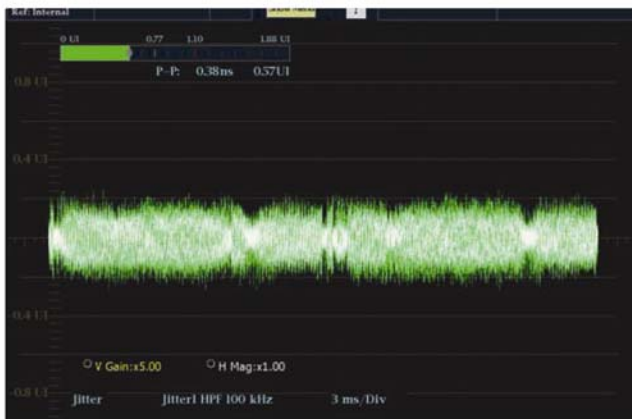 Ref: Internal
0 UI 0.77 1.10 1.88 UI
P-P: 0.38ns 0.57UI
0.8 UI
0.4 UI
-0.4 UI
V Gain:x5.00 H Mag:x1.00
-0.8 UI
Jitter Jitter1 HPF 100 kHz 3 ms/Div